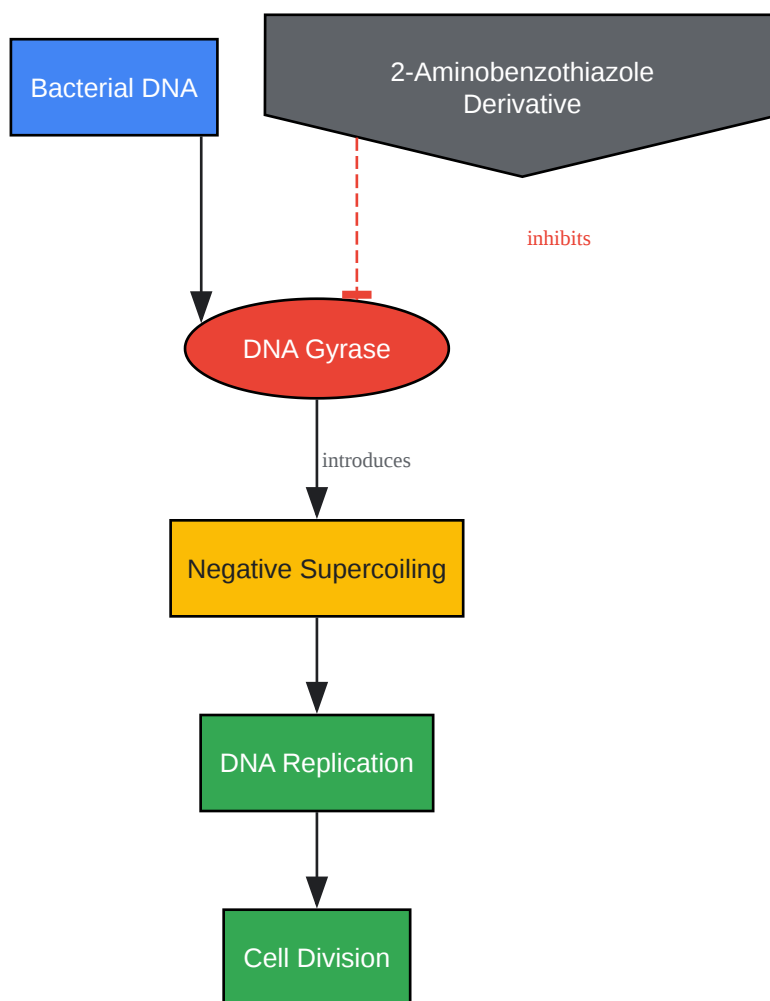 Bacterial DNA
2-Aminobenzothiazole
Derivative
inhibits
DNA Gyrase
introduces
Negative Supercoiling
DNA Replication
Cell Division